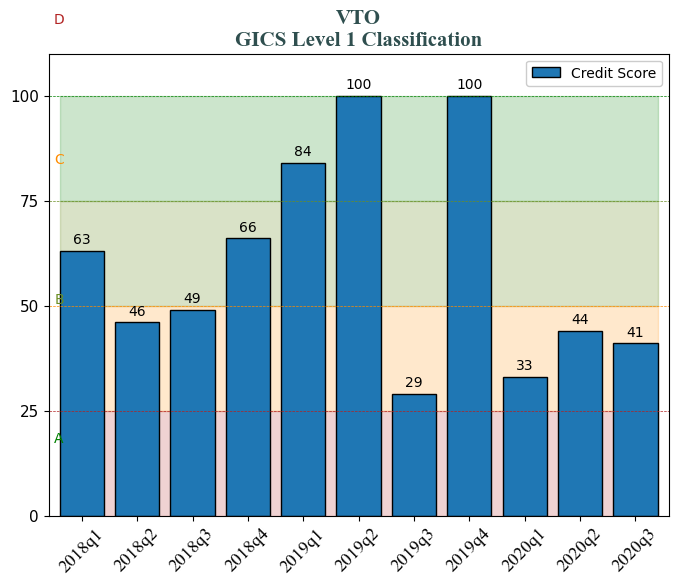 D
VTO
GICS Level 1 Classification
Credit Score
100
100
100
C
84
75
63
66
B
46
49
50
29
44
33
41
25
A
0
2018q1
2018q2
2018q3
2018q4
2019q1
2019q2
2019q3
2019q4
2020q1
2020q2
2020q3